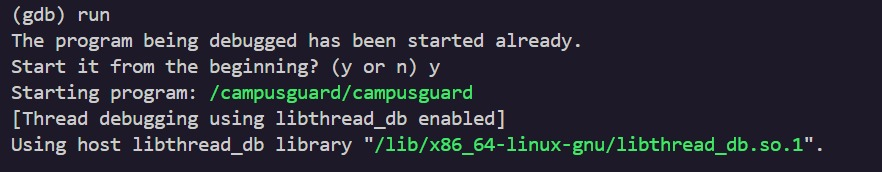 (gdb) run
The program being debugged has been started already.
Start it from the beginning? (y or n) y
Starting program: /campusguard/campusguard
[Thread debugging using libthread_db enabled]
Using host libthread_db library "/lib/x86_64-linux-gnu/libthread_db.so.1".